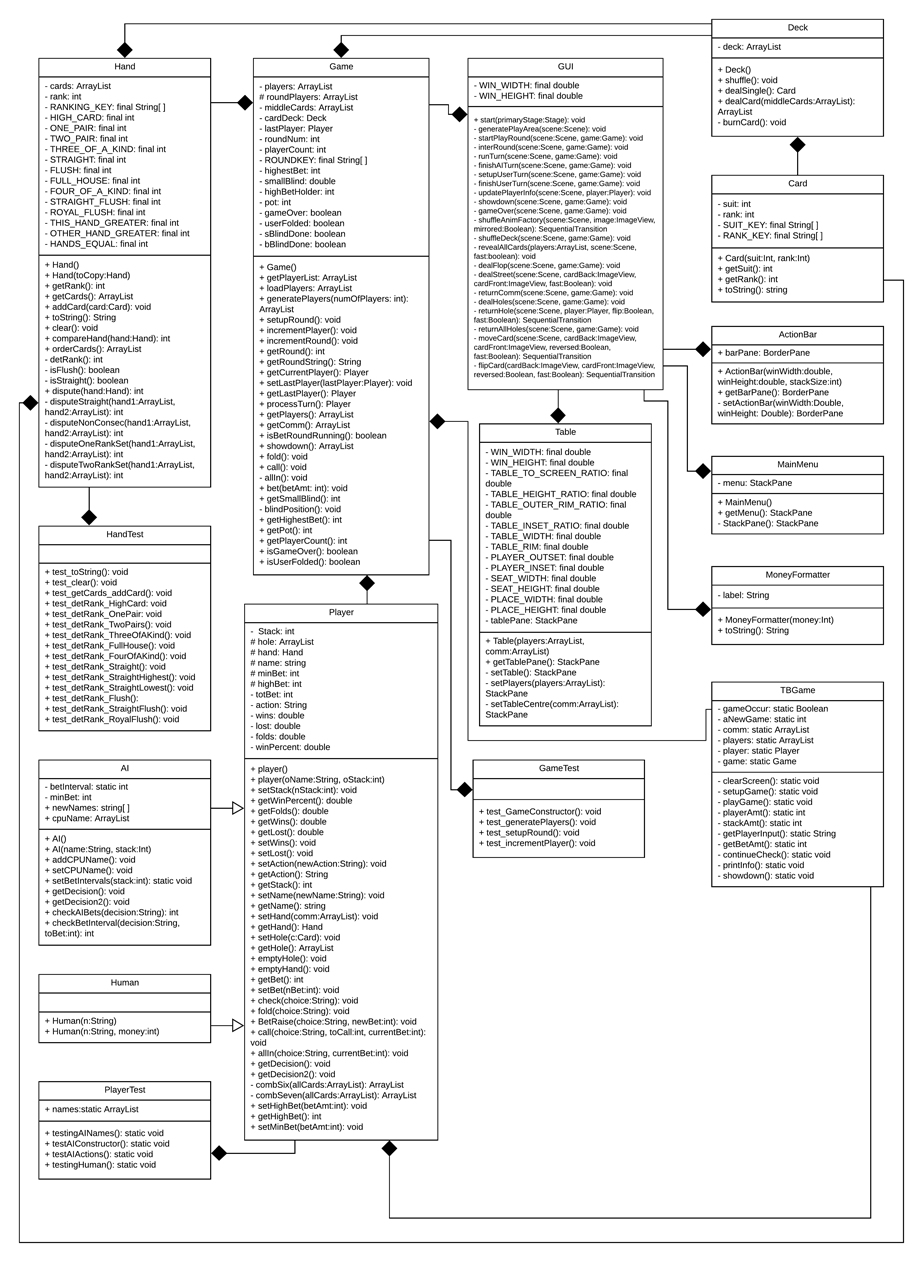 Deck
- deck: ArrayList
+ Deck()
+ shuffle(): void
+ dealSingle(): Card
+ dealCard(middleCards:ArrayList):
ArrayList
- burnCard(): void
Hand
- cards: ArrayList
- rank: int
- RANKING_KEY: final String[ ]
- HIGH_CARD: final int
- ONE_PAIR: final int
- TWO_PAIR: final int
- THREE_OF_A_KIND: final int
- STRAIGHT: final int
- FLUSH: final int
- FULL_HOUSE: final int
- FOUR_OF_A_KIND: final int
- STRAIGHT_FLUSH: final int
- ROYAL_FLUSH: final int
- THIS_HAND_GREATER: final int
- OTHER_HAND_GREATER: final int
- HANDS_EQUAL: final int
+ Hand()
+ Hand(toCopy:Hand)
+ getRank(): int
+ getCards(): ArrayList
+ addCard(card:Card): void
+ toString(): String
+ clear(): void
+ compareHand(hand:Hand): int
+ orderCards(): ArrayList
- detRank(): int
- isFlush(): boolean
- isStraight(): boolean
+ dispute(hand:Hand): int
- disputeStraight(hand1:ArrayList,
hand2:ArrayList): int
- disputeNonConsec(hand1:ArrayList,
hand2:ArrayList): int
- disputeOneRankSet(hand1:ArrayList,
hand2:ArrayList): int
- disputeTwoRankSet(hand1:ArrayList,
hand2:ArrayList): int
Game
- players: ArrayList
# roundPlayers: ArrayList
- middleCards: ArrayList
- cardDeck: Deck
- lastPlayer: Player
- roundNum: int
- playerCount: int
- ROUNDKEY: final String[ ]
- highestBet: int
- smallBlind: double
- highBetHolder: int
- pot: int
- gameOver: boolean
- userFolded: boolean
- sBlindDone: boolean
- bBlindDone: boolean
+ Game()
+ getPlayerList: ArrayList
+ loadPlayers: ArrayList
+ generatePlayers(numOfPlayers: int):
ArrayList
+ setupRound(): void
+ incrementPlayer(): void
+ incrementRound(): void
+ getRound(): int
+ getRoundString(): String
+ getCurrentPlayer(): Player
+ setLastPlayer(lastPlayer:Player): void
+ getLastPlayer(): Player
+ processTurn(): Player
+ getPlayers(): ArrayList
+ getComm(): ArrayList
+ isBetRoundRunning(): boolean
+ showdown(): ArrayList
+ fold(): void
+ call(): void
- allIn(): void
+ bet(betAmt: int): void
+ getSmallBlind(): int
- blindPosition(): void
+ getHighestBet(): int
+ getPot(): int
+ getPlayerCount(): int
+ isGameOver(): boolean
+ isUserFolded(): boolean
GUI
- WIN_WIDTH: final double
- WIN_HEIGHT: final double
+ start(primaryStage:Stage): void
- generatePlayArea(scene:Scene): void
- startPlayRound(scene:Scene, game:Game): void
- interRound(scene:Scene, game:Game): void
- runTurn(scene:Scene, game:Game): void
- finishAITurn(scene:Scene, game:Game): void
- setupUserTurn(scene:Scene, game:Game): void
- finishUserTurn(scene:Scene, game:Game): void
- updatePlayerInfo(scene:Scene, player:Player): void
- showdown(scene:Scene, game:Game): void
- gameOver(scene:Scene, game:Game): void
- shuffleAnimFactory(scene:Scene, image:ImageView,
mirrored:Boolean): SequentialTransition
- shuffleDeck(scene:Scene, game:Game): void
- revealAllCards(players:ArrayList, scene:Scene,
fast:boolean): void
- dealFlop(scene:Scene, game:Game): void
- dealStreet(scene:Scene, cardBack:ImageView,
cardFront:ImageView, fast:Boolean): void
- returnComm(scene:Scene, game:Game): void
- dealHoles(scene:Scene, game:Game): void
- returnHole(scene:Scene, player:Player, flip:Boolean,
fast:Boolean): SequentialTransition
- returnAllHoles(scene:Scene, game:Game): void
- moveCard(scene:Scene, cardBack:ImageView,
cardFront:ImageView, reversed:Boolean,
fast:Boolean): SequentialTransition
- flipCard(cardBack:ImageView, cardFront:ImageView,
reversed:Boolean, fast:Boolean): SequentialTransition
Card
- suit: int
- rank: int
- SUIT_KEY: final String[ ]
- RANK_KEY: final String[ ]
+ Card(suit:Int, rank:Int)
+ getSuit(): int
+ getRank(): int
+ toString(): string
ActionBar
+ barPane: BorderPane
+ ActionBar(winWidth:double,
winHeight:double, stackSize:int)
+ getBarPane(): BorderPane
- setActionBar(winWidth:Double,
winHeight: Double): BorderPane
Table
- WIN_WIDTH: final double
- WIN_HEIGHT: final double
- TABLE_TO_SCREEN_RATIO: final
double
- TABLE_HEIGHT_RATIO: final double
- TABLE_OUTER_RIM_RATIO: final
double
- TABLE_INSET_RATIO: final double
- TABLE_WIDTH: final double
- TABLE_RIM: final double
- PLAYER_OUTSET: final double
- PLAYER_INSET: final double
- SEAT_WIDTH: final double
- SEAT_HEIGHT: final double
- PLACE_WIDTH: final double
- PLACE_HEIGHT: final double
- tablePane: StackPane
+ Table(players:ArrayList,
comm:ArrayList)
+ getTablePane(): StackPane
- setTable(): StackPane
- setPlayers(players:ArrayList):
StackPane
- setTableCentre(comm:ArrayList):
StackPane
MainMenu
- menu: StackPane
+ MainMenu()
+ getMenu(): StackPane
- StackPane(): StackPane
HandTest
+ test_toString(): void
+ test_clear(): void
+ test_getCards_addCard(): void
+ test_detRank_HighCard: void
+ test_detRank_OnePair: void
+ test_detRank_TwoPairs: void
+ test_detRank_ThreeOfAKind: void
+ test_detRank_FullHouse: void
+ test_detRank_FourOfAKind: void
+ test_detRank_Straight: void
+ test_detRank_StraightHighest: void
+ test_detRank_StraightLowest: void
+ test_detRank_Flush:
+ test_detRank_StraightFlush: void
+ test_detRank_RoyalFlush: void
MoneyFormatter
- label: String
+ MoneyFormatter(money:Int)
+ toString(): String
Player
- Stack: int
# hole: ArrayList
# hand: Hand
# name: string
# minBet: int
# highBet: int
- totBet: int
- action: String
- wins: double
- lost: double
- folds: double
- winPercent: double
+ player()
+ player(oName:String, oStack:int)
+ setStack(nStack:int): void
+ getWinPercent(): double
+ getFolds(): double
+ getWins(): double
+ getLost(): double
+ setWins(): void
+ setLost(): void
+ setAction(newAction:String): void
+ getAction(): String
+ getStack(): int
+ setName(newName:String): void
+ getName(): string
+ setHand(comm:ArrayList): void
+ getHand(): Hand
+ setHole(c:Card): void
+ getHole(): ArrayList
+ emptyHole(): void
+ emptyHand(): void
+ getBet(): int
+ setBet(nBet:int): void
+ check(choice:String): void
+ fold(choice:String): void
+ BetRaise(choice:String, newBet:int): void
+ call(choice:String, toCall:int, currentBet:int):
void
+ allIn(choice:String, currentBet:int): void
+ getDecision(): void
+ getDecision2(): void
- combSix(allCards:ArrayList): ArrayList
- combSeven(allCards:ArrayList): ArrayList
+ setHighBet(betAmt:int): void
+ getHighBet(): int
+ setMinBet(betAmt:int): void
TBGame
- gameOccur: static Boolean
- aNewGame: static int
- comm: static ArrayList
- players: static ArrayList
- player: static Player
- game: static Game
- clearScreen(): static void
- setupGame(): static void
- playGame(): static void
- playerAmt(): static int
- stackAmt(): static int
- getPlayerInput(): static String
- getBetAmt(): static int
- continueCheck(): static void
- printInfo(): static void
- showdown(): static void
AI
- betInterval: static int
- minBet: int
+ newNames: string[ ]
+ cpuName: ArrayList
+ AI()
+ AI(name:String, stack:Int)
+ addCPUName(): void
+ setCPUName(): void
+ setBetIntervals(stack:int): static void
+ getDecision(): void
+ getDecision2(): void
+ checkAIBets(decision:String): int
+ checkBetInterval(decision:String,
toBet:int): int
GameTest
+ test_GameConstructor(): void
+ test_generatePlayers(): void
+ test_setupRound(): void
+ test_incrementPlayer(): void
Human
+ Human(n:String)
+ Human(n:String, money:int)
PlayerTest
+ names:static ArrayList
+ testingAINames(): static void
+ testAIConstructor(): static void
+ testAIActions(): static void
+ testingHuman(): static void